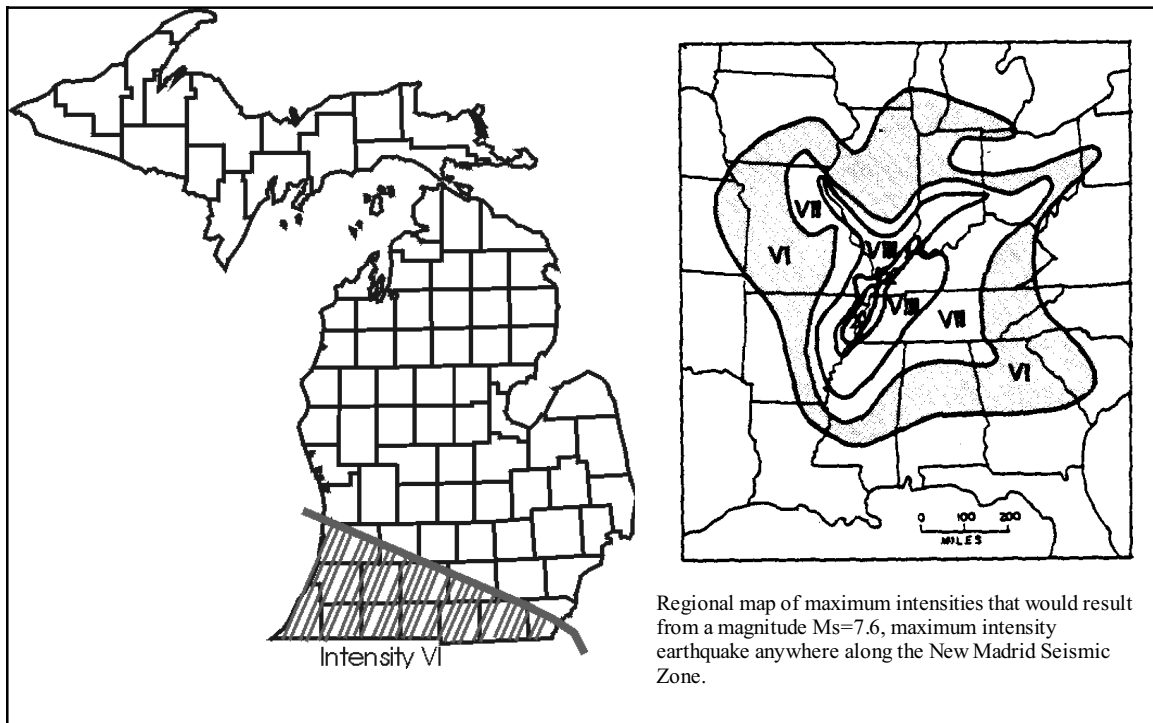 Intensity VI
VII
VI
VIII
VIII
VII
VI
0 100 200
MILES
Regional map of maximum intensities that would result
from a magnitude Ms=7.6, maximum intensity
earthquake anywhere along the New Madrid Seismic
Zone.